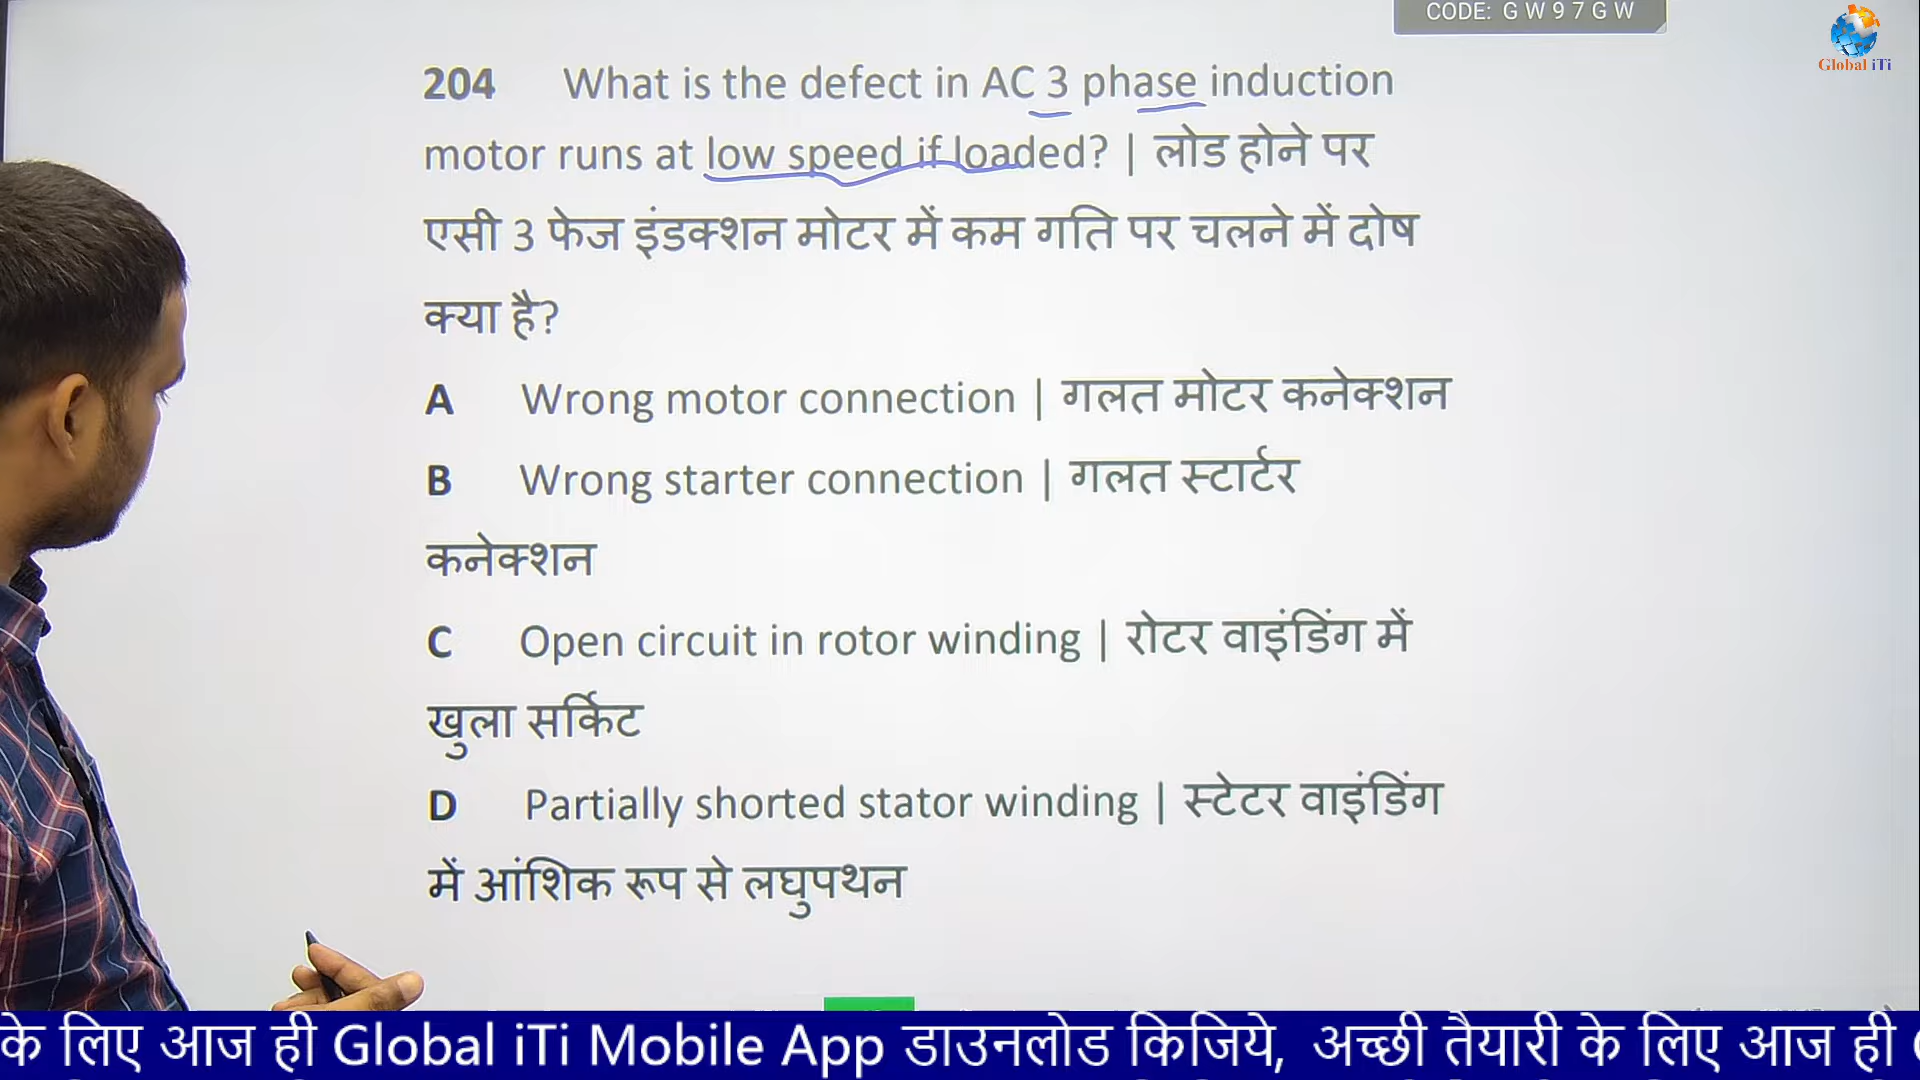 CODE: GW97GW
Global iTi
204 What is the defect in AC 3 phase induction
motor runs at low speed if loaded? | लोड होने पर
एसी 3 फेज इंडक्शन मोटर में कम गति पर चलने में दोष
क्या है?
A Wrong motor connection | गलत मोटर कनेक्शन
B Wrong starter connection | गलत स्टार्टर
कनेक्शन
C Open circuit in rotor winding | रोटर वाइंडिंग में
खुला सर्किट
D Partially shorted stator winding | स्टेटर वाइंडिंग
में आंशिक रूप से लघुपथन
के लिए आज ही Global iTi Mobile App डाउनलोड किजिये, अच्छी तैयारी के लिए आज ही